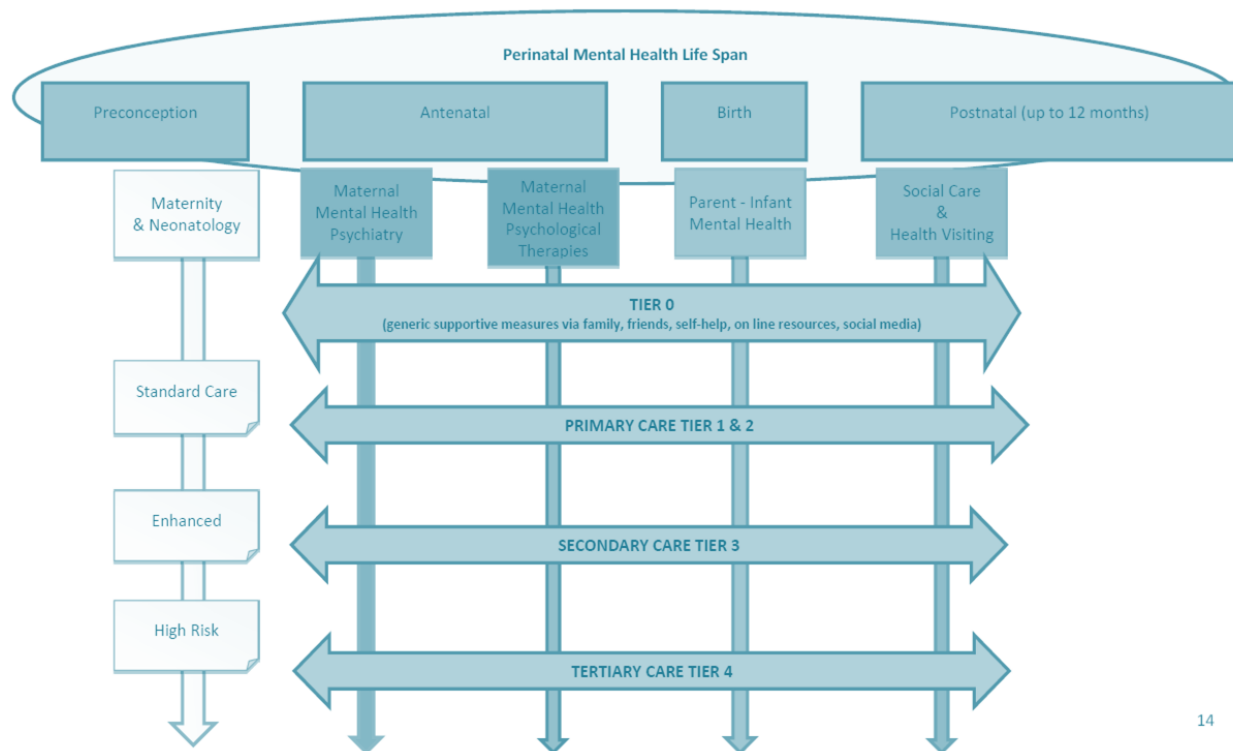 Perinatal Mental Health Life Span
Preconception
Antenatal
Birth
Postnatal (up to 12 months)
Maternity
& Neonatology
Maternal
Mental Health
Psychiatry
Maternal
Mental Health
Psychological
Therapies
Parent - Infant
Mental Health
Social Care
&
Health Visiting
TIER 0
(generic supportive measures via family, friends, self-help, on line resources, social media)
Standard Care
PRIMARY CARE TIER 1 & 2
Enhanced
SECONDARY CARE TIER 3
High Risk
TERTIARY CARE TIER 4
14